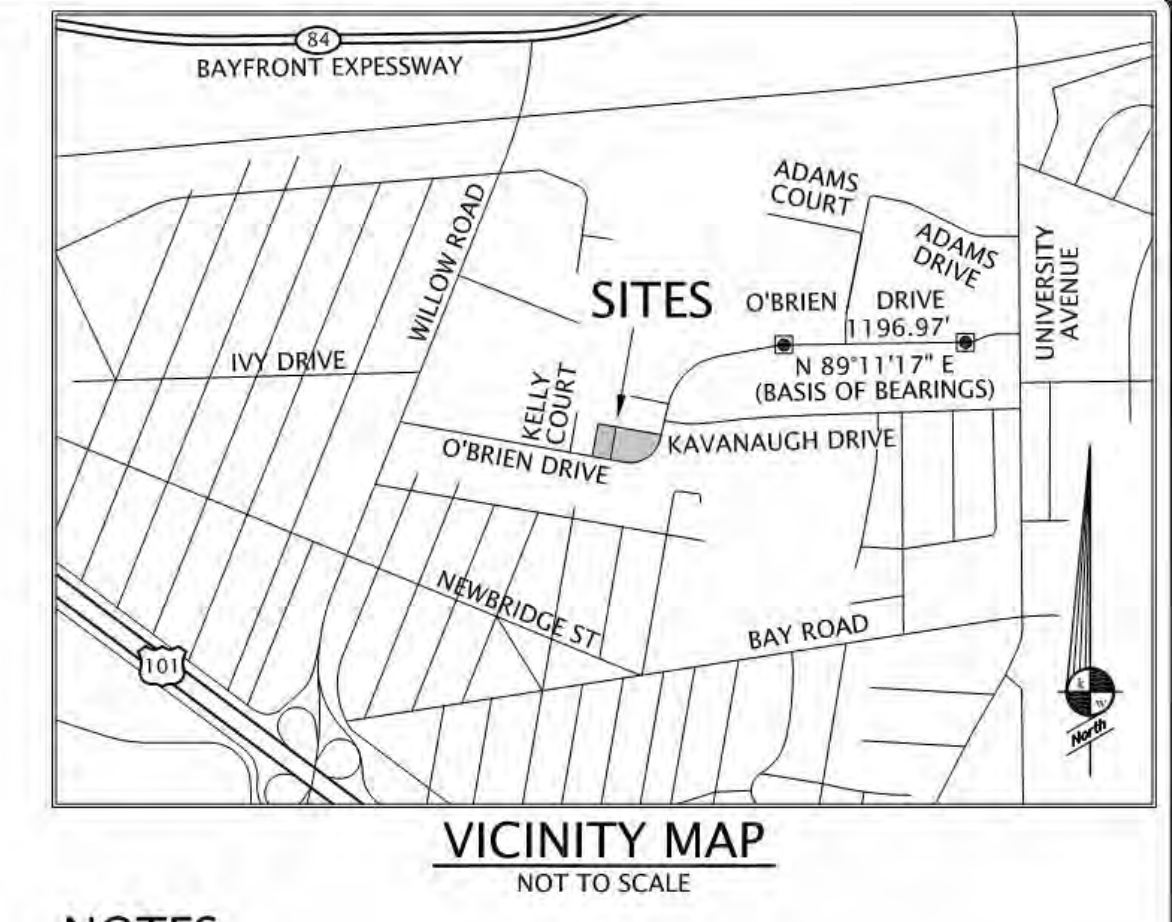 84
BAYFRONT EXPESSWAY
WILLOW ROAD
ADAMS
COURT
ADAMS
DRIVE
UNIVERSITY
AVENUE
SITES
O'BRIEN DRIVE
1196.97'
N 89°11'17" E
(BASIS OF BEARINGS)
IVY DRIVE
KELLY
COURT
O'BRIEN DRIVE
KAVANAUGH DRIVE
NEWBRIDGE ST
BAY ROAD
101
k
w
North
VICINITY MAP
NOT TO SCALE
NOTES